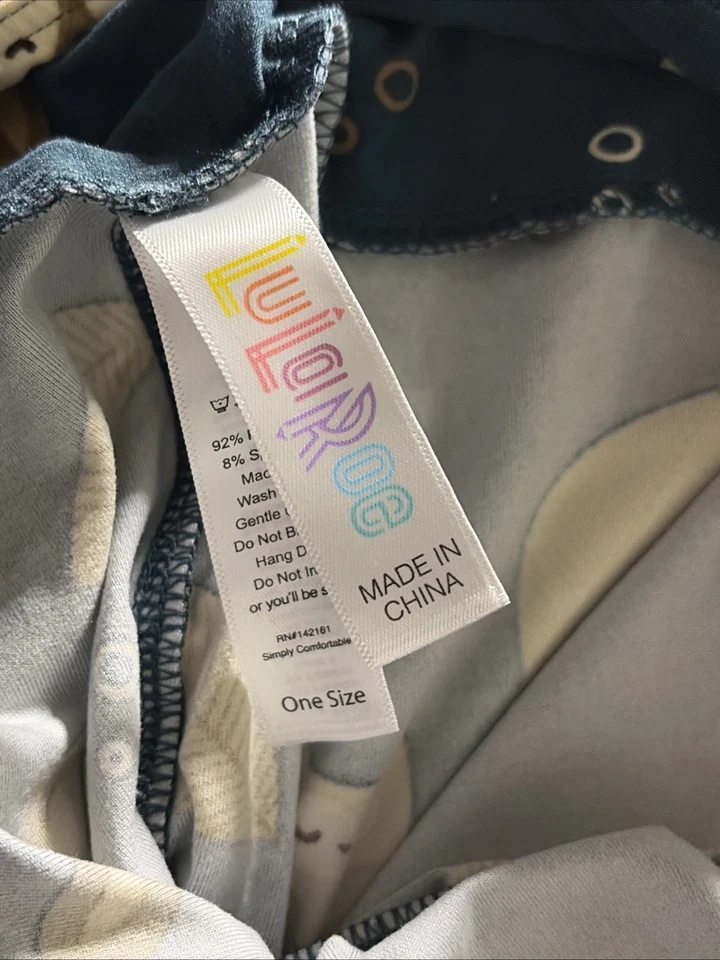 LuLaRoe
MADE IN
CHINA
92%
8%
Wash
Gentle
Do Not
Hang
Do Not
or you'll be
RN#142161
Simply Comfortable
One Size